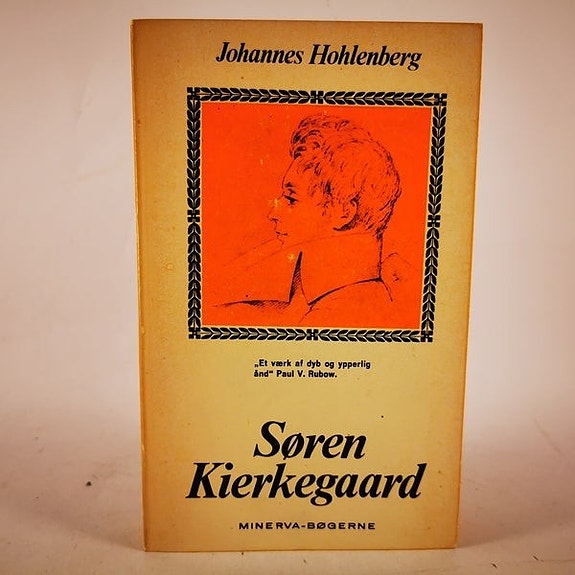 Johannes Hohlenberg
„Et værk af dyb og ypperlig
ånd“ Paul V. Rubow.
Søren
Kierkegaard
MINERVA-BØGERNE